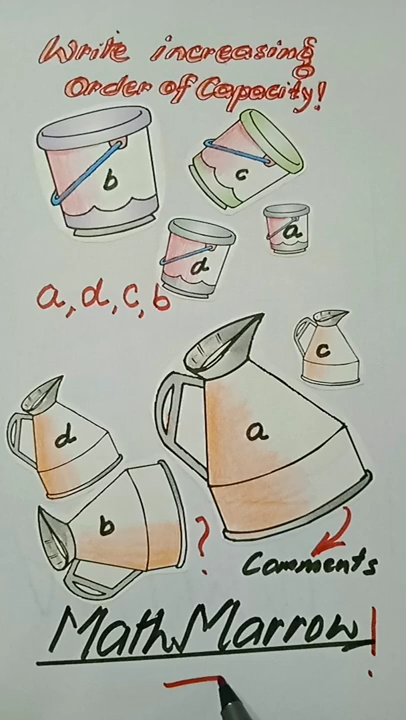 Write increasing
Order of Capacity!
b
c
d
a
a, d, c, b
c
a
d
b
?
Comments
Math Marrow!